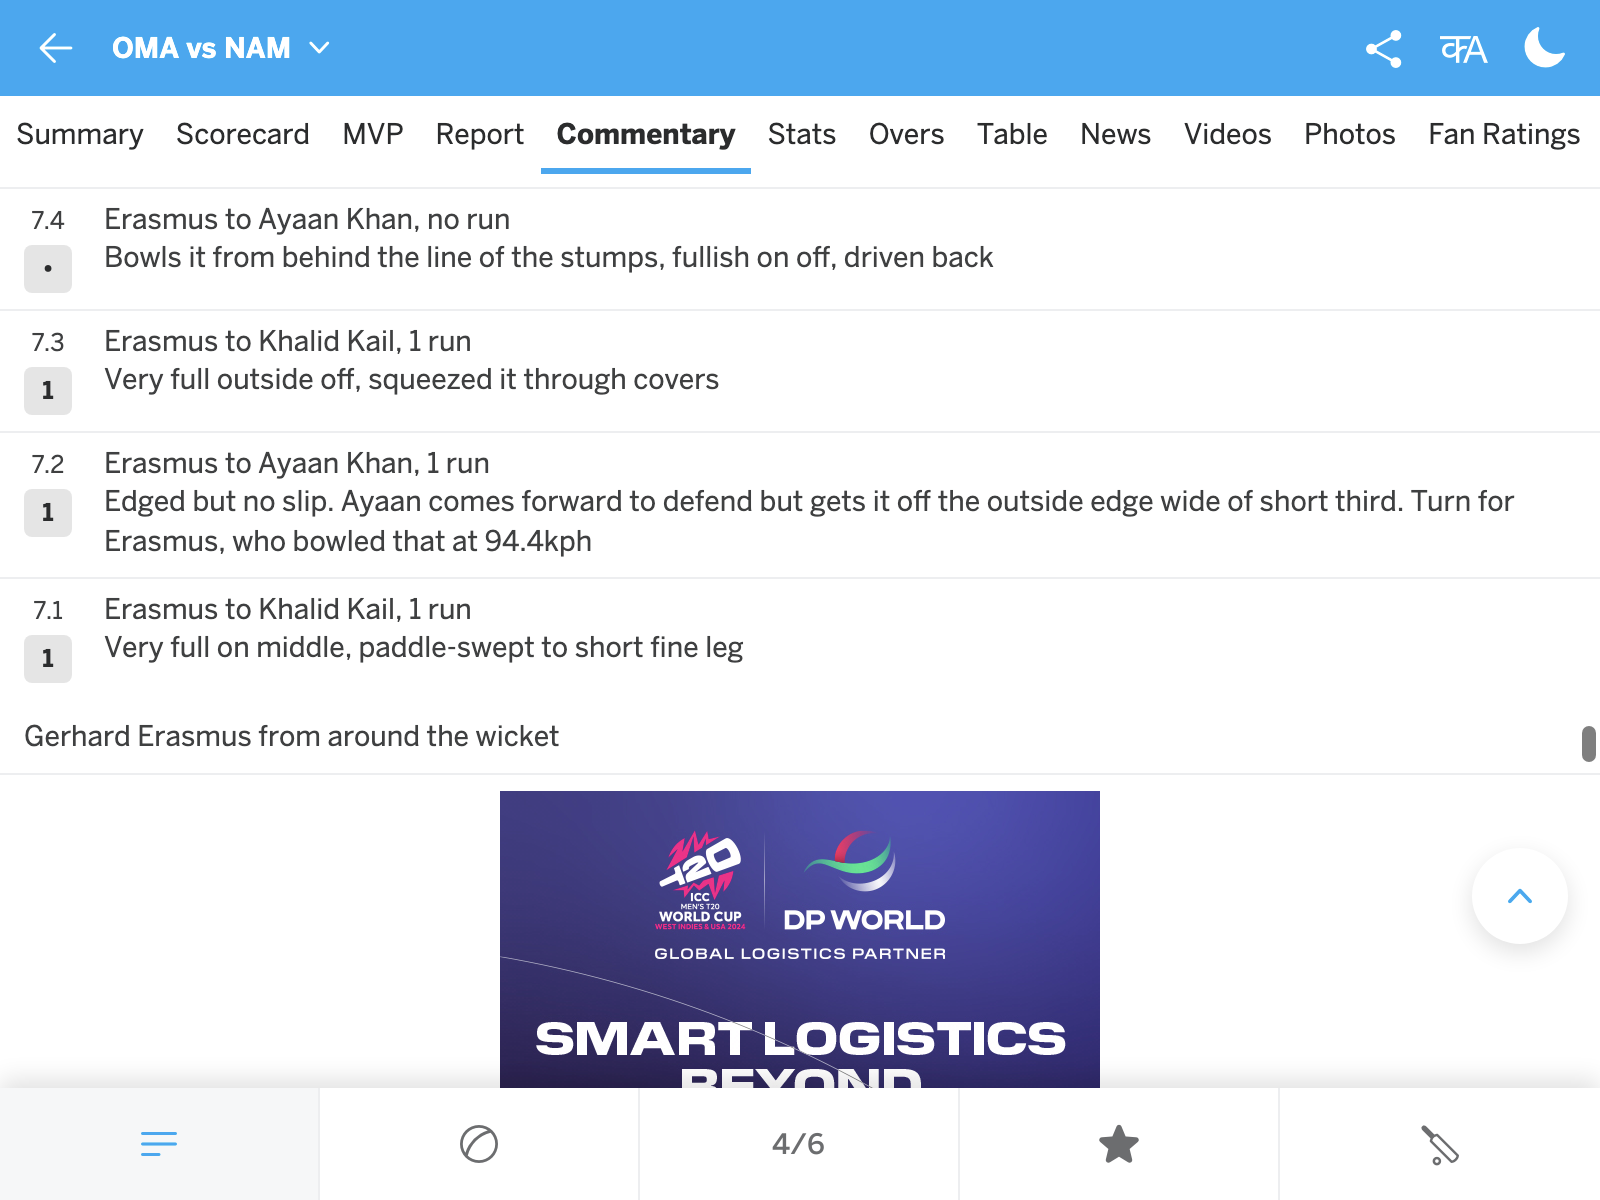 OMA vs NAM
Summary Scorecard MVP Report Commentary Stats Overs Table News Videos Photos Fan Ratings
7.4 Erasmus to Ayaan Khan, no run
• Bowls it from behind the line of the stumps, fullish on off, driven back
7.3 Erasmus to Khalid Kail, 1 run
1 Very full outside off, squeezed it through covers
7.2 Erasmus to Ayaan Khan, 1 run
1 Edged but no slip. Ayaan comes forward to defend but gets it off the outside edge wide of short third. Turn for
Erasmus, who bowled that at 94.4kph
7.1 Erasmus to Khalid Kail, 1 run
1 Very full on middle, paddle-swept to short fine leg
Gerhard Erasmus from around the wicket
T20
ICC
MEN'S T20
WORLD CUP
WEST INDIES & USA 2024
DP WORLD
GLOBAL LOGISTICS PARTNER
SMART LOGISTICS
BEYOND
4/6